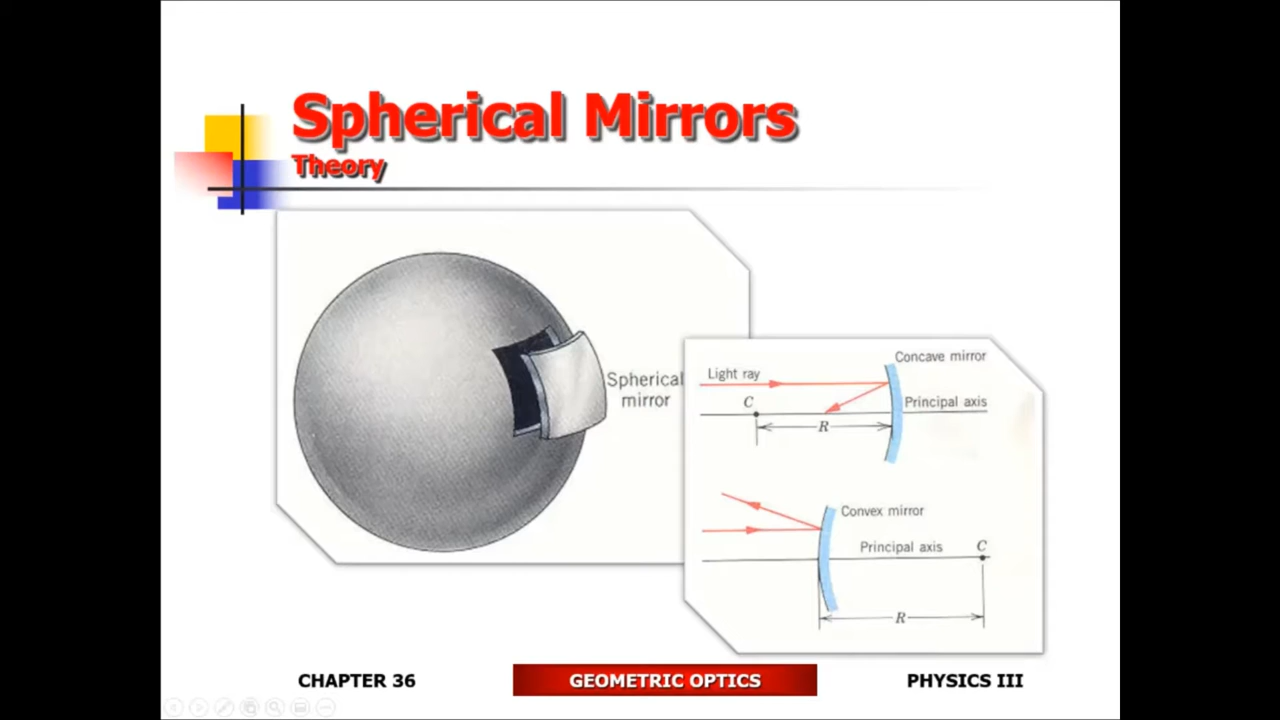 Spherical Mirrors
Theory
Spherical
mirror
Concave mirror
Light ray
C
Principal axis
R
Convex mirror
Principal axis
C
R
CHAPTER 36
GEOMETRIC OPTICS
PHYSICS III